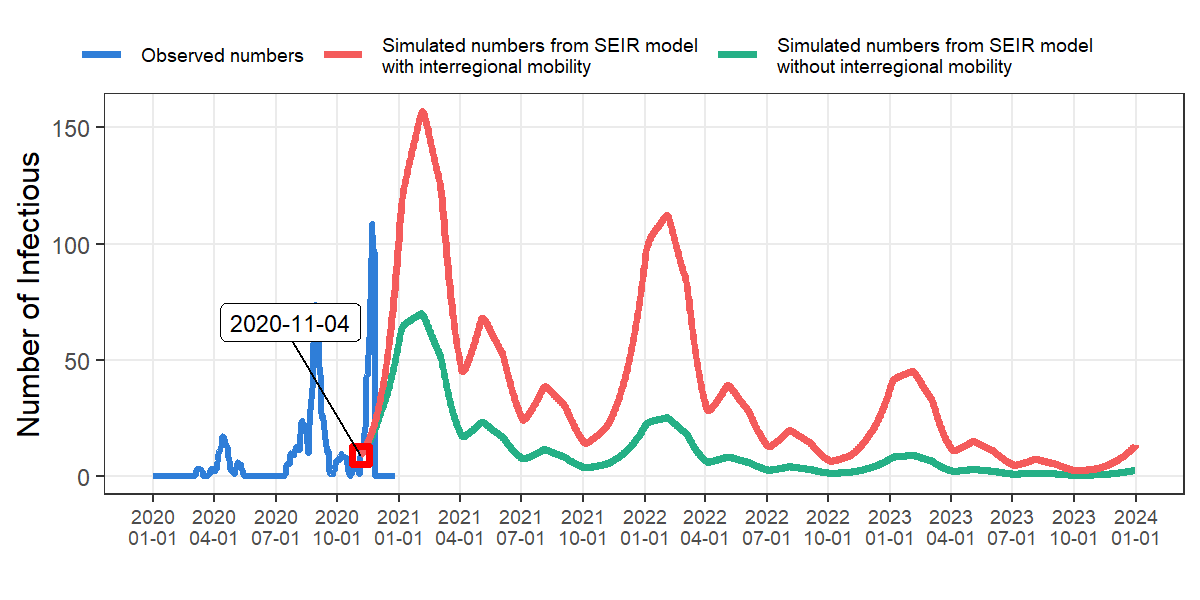 Observed numbers
Simulated numbers from SEIR model
with interregional mobility
Simulated numbers from SEIR model
without interregional mobility
Number of Infectious
150
100
50
0
2020-11-04
2020 2020 2020 2020 2021 2021 2021 2021 2022 2022 2022 2022 2023 2023 2023 2023 2024
01-01 04-01 07-01 10-01 01-01 04-01 07-01 10-01 01-01 04-01 07-01 10-01 01-01 04-01 07-01 10-01 01-01